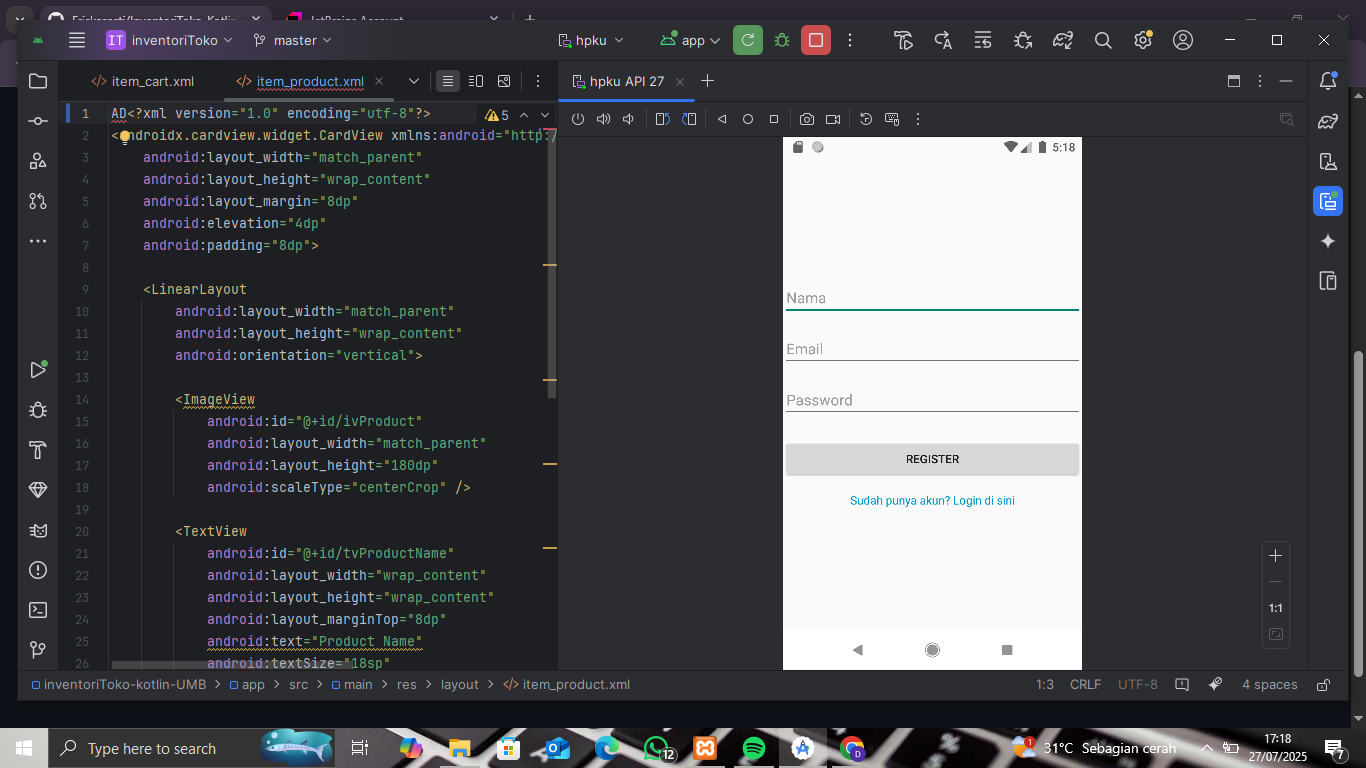 IT inventoriToko master hpku app
item_cart.xml item_product.xml hpku API 27
1 AD<?xml version="1.0" encoding="utf-8"?> 5
2 <androidx.cardview.widget.CardView xmlns:android="http:/
3 android:layout_width="match_parent"
4 android:layout_height="wrap_content"
5 android:layout_margin="8dp"
6 android:elevation="4dp"
7 android:padding="8dp">
8
9 <LinearLayout
10 android:layout_width="match_parent"
11 android:layout_height="wrap_content"
12 android:orientation="vertical">
13
14 <ImageView
15 android:id="@+id/ivProduct"
16 android:layout_width="match_parent"
17 android:layout_height="180dp"
18 android:scaleType="centerCrop" />
19
20 <TextView
21 android:id="@+id/tvProductName"
22 android:layout_width="wrap_content"
23 android:layout_height="wrap_content"
24 android:layout_marginTop="8dp"
25 android:text="Product Name"
26 android:textSize="18sp"
5:18
Nama
Email
Password
REGISTER
Sudah punya akun? Login di sini
1:1
inventoriToko-kotlin-UMB app src main res layout item_product.xml 1:3 CRLF UTF-8 4 spaces
Type here to search 12 1 31°C Sebagian cerah 17:18
27/07/2025 7